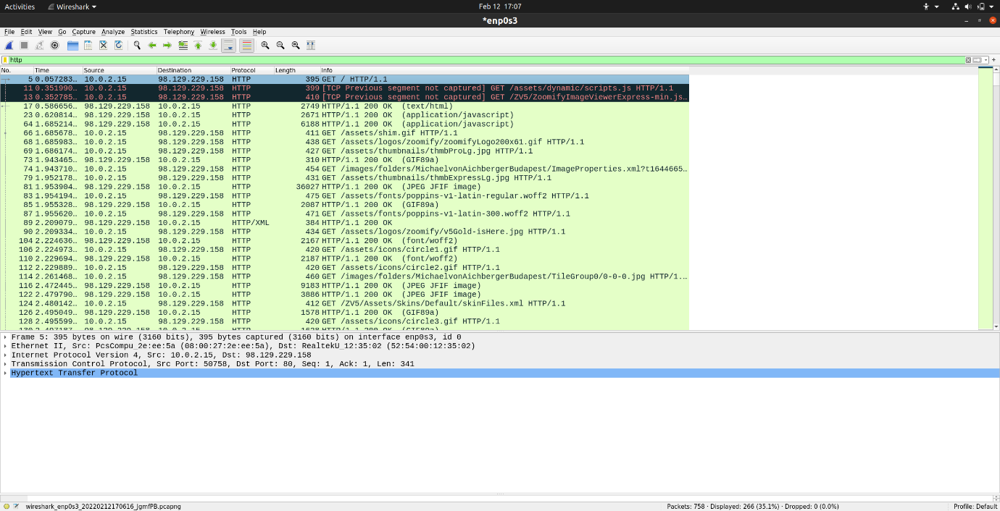 Activities Wireshark Feb 12 17:07
*enp0s3
File Edit View Go Capture Analyze Statistics Telephony Wireless Tools Help
http
No. Time Source Destination Protocol Length Info
5 0.057283… 10.0.2.15 98.129.229.158 HTTP 395 GET / HTTP/1.1
11 0.351990… 10.0.2.15 98.129.229.158 HTTP 399 [TCP Previous segment not captured] GET /assets/dynamic/scripts.js HTTP/1.1
13 0.352785… 10.0.2.15 98.129.229.158 HTTP 410 [TCP Previous segment not captured] GET /ZV5/ZoomifyImageViewerExpress-min.js…
17 0.586656… 98.129.229.158 10.0.2.15 HTTP 2749 HTTP/1.1 200 OK (text/html)
23 0.620814… 98.129.229.158 10.0.2.15 HTTP 2671 HTTP/1.1 200 OK (application/javascript)
64 1.685214… 98.129.229.158 10.0.2.15 HTTP 6188 HTTP/1.1 200 OK (application/javascript)
66 1.685678… 10.0.2.15 98.129.229.158 HTTP 411 GET /assets/shim.gif HTTP/1.1
68 1.685983… 10.0.2.15 98.129.229.158 HTTP 438 GET /assets/logos/zoomify/zoomifyLogo200x61.gif HTTP/1.1
69 1.686174… 10.0.2.15 98.129.229.158 HTTP 427 GET /assets/thumbnails/thmbProLg.jpg HTTP/1.1
73 1.943465… 98.129.229.158 10.0.2.15 HTTP 310 HTTP/1.1 200 OK (GIF89a)
74 1.943710… 10.0.2.15 98.129.229.158 HTTP 454 GET /images/folders/MichaelvonAichbergerBudapest/ImageProperties.xml?t1644665…
79 1.952178… 10.0.2.15 98.129.229.158 HTTP 431 GET /assets/thumbnails/thmbExpressLg.jpg HTTP/1.1
81 1.953904… 98.129.229.158 10.0.2.15 HTTP 36027 HTTP/1.1 200 OK (JPEG JFIF image)
83 1.954194… 10.0.2.15 98.129.229.158 HTTP 475 GET /assets/fonts/poppins-v1-latin-regular.woff2 HTTP/1.1
85 1.955328… 98.129.229.158 10.0.2.15 HTTP 2087 HTTP/1.1 200 OK (GIF89a)
87 1.955620… 10.0.2.15 98.129.229.158 HTTP 471 GET /assets/fonts/poppins-v1-latin-300.woff2 HTTP/1.1
89 2.209079… 98.129.229.158 10.0.2.15 HTTP/XML 384 HTTP/1.1 200 OK
90 2.209334… 10.0.2.15 98.129.229.158 HTTP 434 GET /assets/logos/zoomify/v5Gold-isHere.jpg HTTP/1.1
104 2.224636… 98.129.229.158 10.0.2.15 HTTP 2167 HTTP/1.1 200 OK (font/woff2)
106 2.224973… 10.0.2.15 98.129.229.158 HTTP 420 GET /assets/icons/circle1.gif HTTP/1.1
110 2.229694… 98.129.229.158 10.0.2.15 HTTP 2187 HTTP/1.1 200 OK (font/woff2)
112 2.229889… 10.0.2.15 98.129.229.158 HTTP 420 GET /assets/icons/circle2.gif HTTP/1.1
114 2.261468… 10.0.2.15 98.129.229.158 HTTP 460 GET /images/folders/MichaelvonAichbergerBudapest/TileGroup0/0-0-0.jpg HTTP/1.…
116 2.472445… 98.129.229.158 10.0.2.15 HTTP 9183 HTTP/1.1 200 OK (JPEG JFIF image)
122 2.479790… 98.129.229.158 10.0.2.15 HTTP 3886 HTTP/1.1 200 OK (JPEG JFIF image)
124 2.480142… 10.0.2.15 98.129.229.158 HTTP 412 GET /ZV5/Assets/Skins/Default/skinFiles.xml HTTP/1.1
126 2.495049… 98.129.229.158 10.0.2.15 HTTP 1578 HTTP/1.1 200 OK (GIF89a)
128 2.495599… 10.0.2.15 98.129.229.158 HTTP 420 GET /assets/icons/circle3.gif HTTP/1.1
Frame 5: 395 bytes on wire (3160 bits), 395 bytes captured (3160 bits) on interface enp0s3, id 0
Ethernet II, Src: PcsCompu_2e:ee:5a (08:00:27:2e:ee:5a), Dst: RealtekU_12:35:02 (52:54:00:12:35:02)
Internet Protocol Version 4, Src: 10.0.2.15, Dst: 98.129.229.158
Transmission Control Protocol, Src Port: 50758, Dst Port: 80, Seq: 1, Ack: 1, Len: 341
Hypertext Transfer Protocol
wireshark_enp0s3_20220212170616_JgmfPB.pcapng Packets: 758 · Displayed: 266 (35.1%) · Dropped: 0 (0.0%) Profile: Default